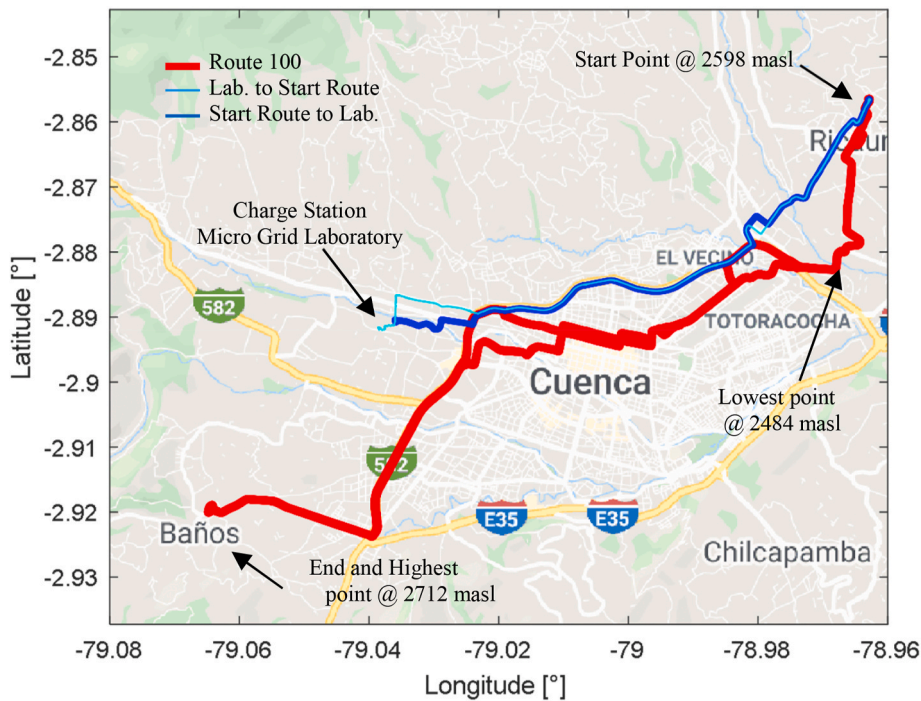 -2.85
-2.86
-2.87
-2.88
-2.89
-2.9
-2.91
-2.92
-2.93
Latitude [°]
Route 100
Lab. to Start Route
Start Route to Lab.
Start Point @ 2598 masl
Charge Station
Micro Grid Laboratory
EL VECINO
582
TOTORACOCHA
Cuenca
Lowest point
@ 2484 masl
E35
E35
Baños
Chilcapamba
End and Highest
point @ 2712 masl
-79.08
-79.06
-79.04
-79.02
-79
-78.98
-78.96
Longitude [°]